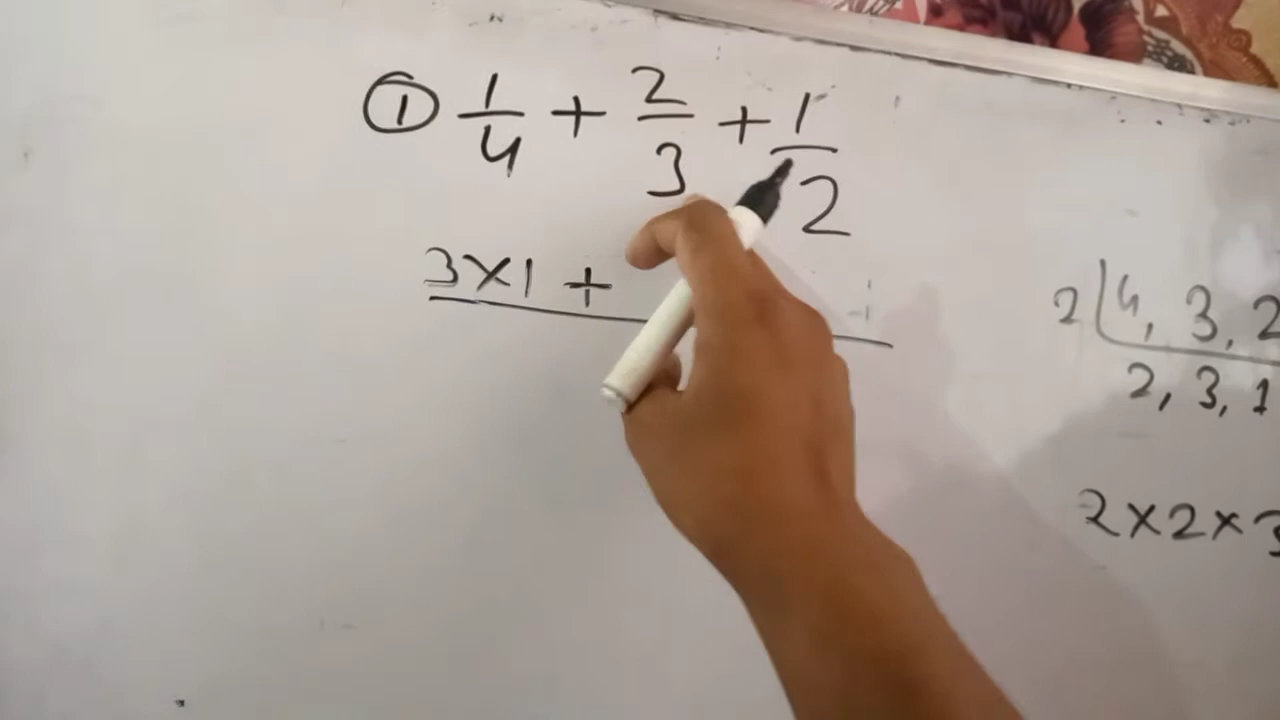 ① 1/4 + 2/3 + 1/2
3×1 +
2 | 4, 3, 2
2, 3, 1
2×2×3